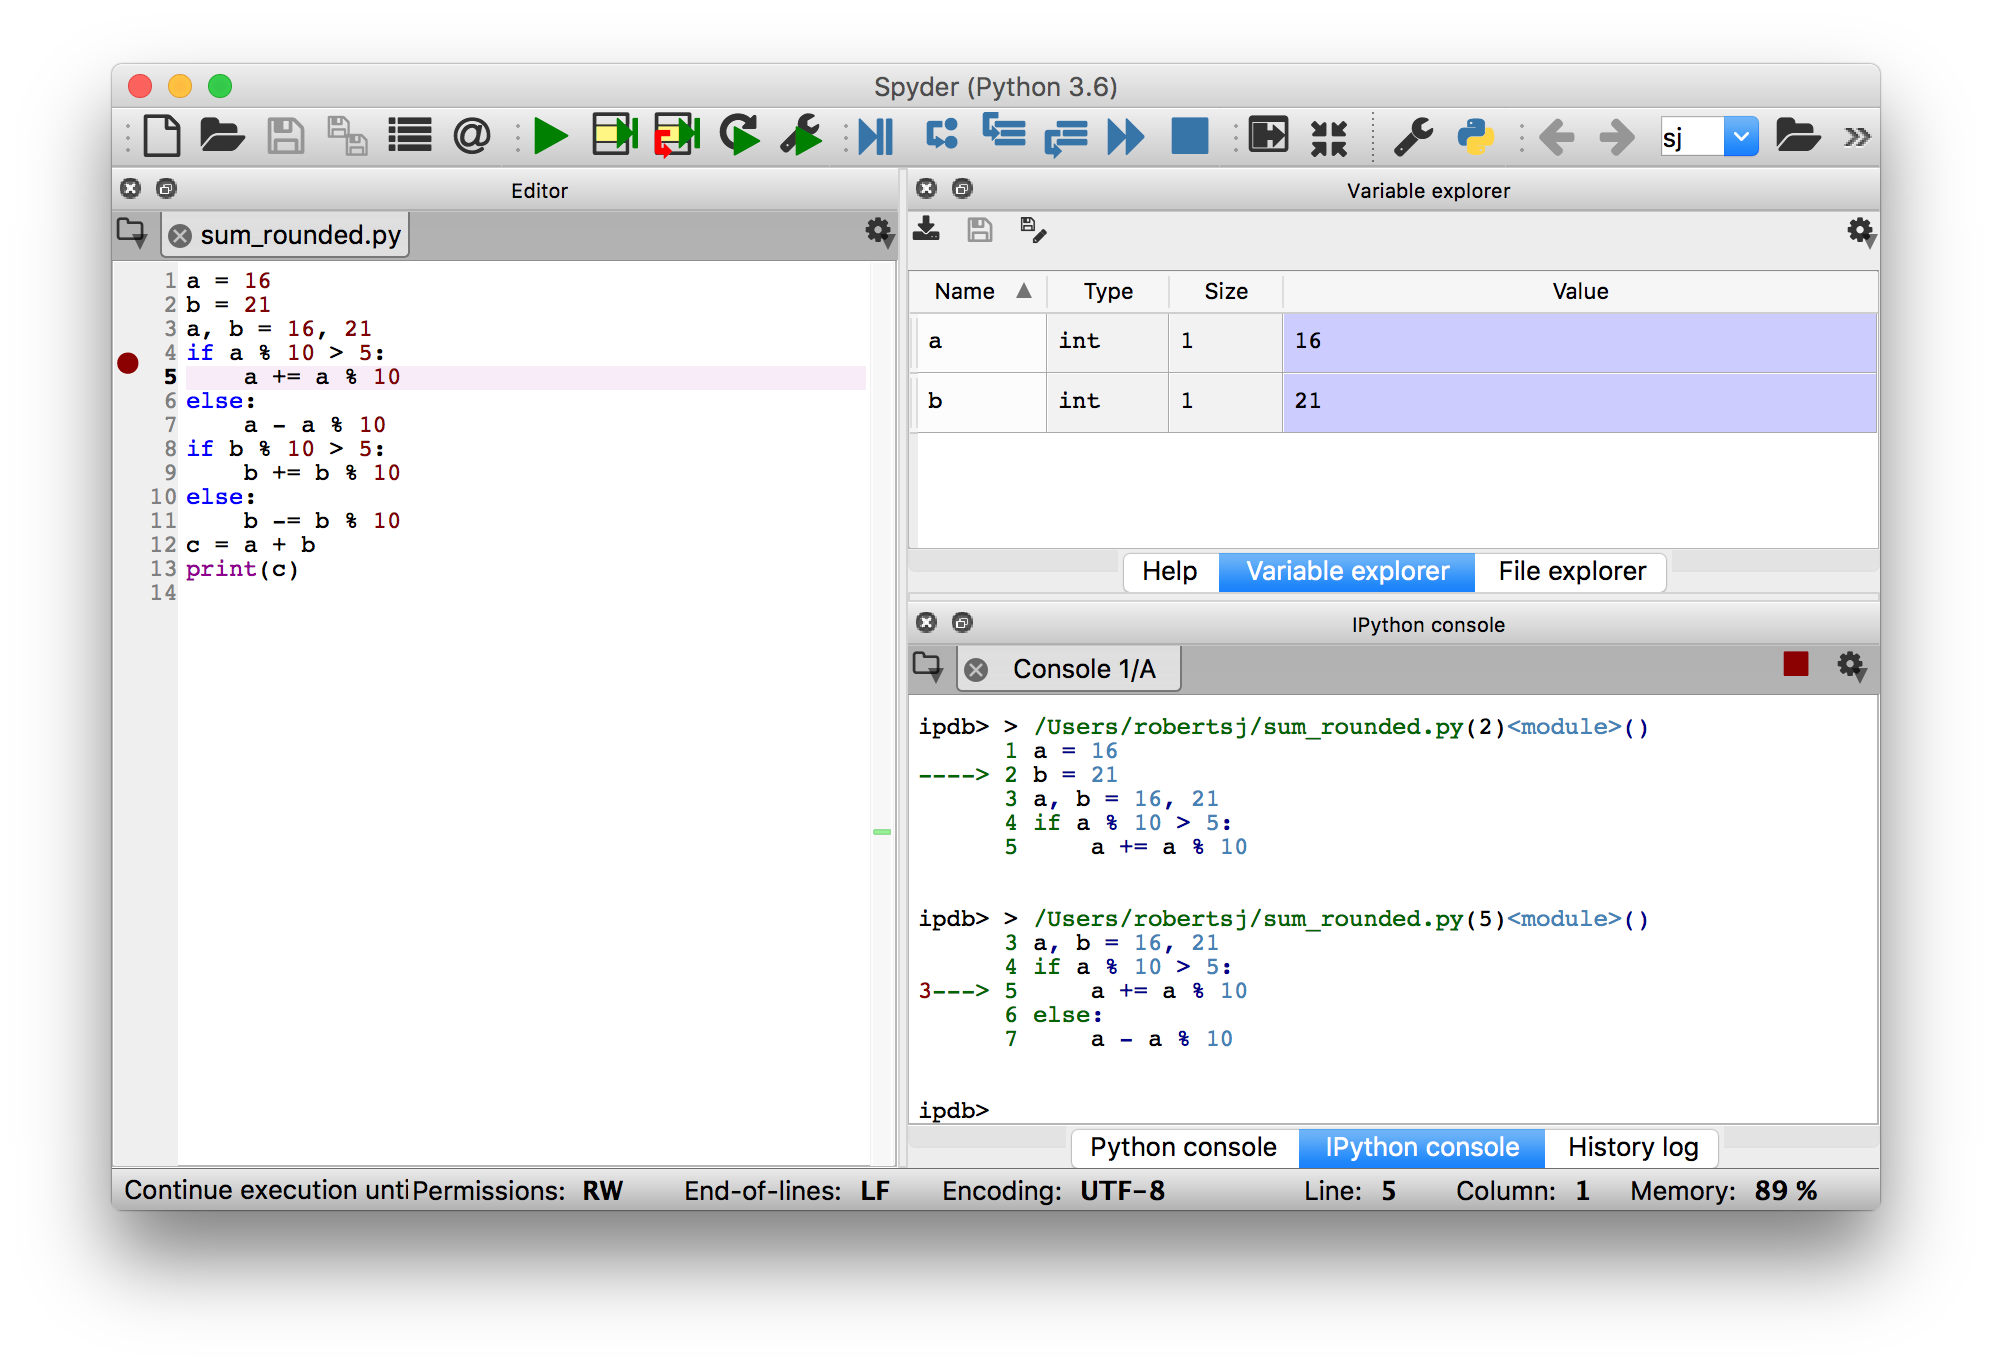 Spyder (Python 3.6)
@
sj
Editor
sum_rounded.py
1 a = 16
2 b = 21
3 a, b = 16, 21
4 if a % 10 > 5:
5     a += a % 10
6 else:
7     a - a % 10
8 if b % 10 > 5:
9     b += b % 10
10 else:
11     b -= b % 10
12 c = a + b
13 print(c)
14
Variable explorer
Name Type Size Value
a int 1 16
b int 1 21
Help Variable explorer File explorer
IPython console
Console 1/A
ipdb> > /Users/robertsj/sum_rounded.py(2)<module>()
      1 a = 16
----> 2 b = 21
      3 a, b = 16, 21
      4 if a % 10 > 5:
      5     a += a % 10
ipdb> > /Users/robertsj/sum_rounded.py(5)<module>()
      3 a, b = 16, 21
      4 if a % 10 > 5:
3---> 5     a += a % 10
      6 else:
      7     a - a % 10
ipdb>
Python console IPython console History log
Continue execution unti Permissions: RW End-of-lines: LF Encoding: UTF-8 Line: 5 Column: 1 Memory: 89 %